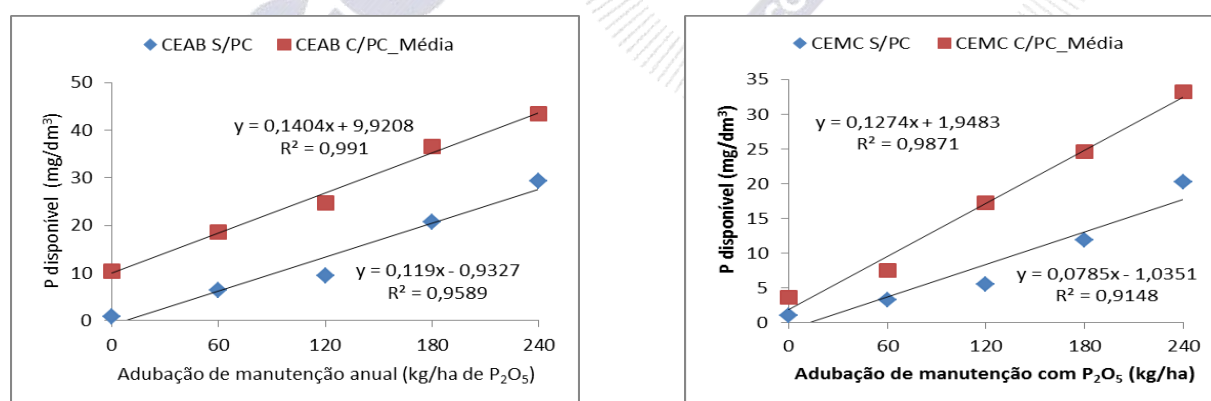 CEAB S/PC CEAB C/PC_Média
50
40
30
20
10
0
P disponível (mg/dm³)
y = 0,1404x + 9,9208
R² = 0,991
y = 0,119x - 0,9327
R² = 0,9589
0 60 120 180 240
Adubação de manutenção anual (kg/ha de P₂O₅)
CEMC S/PC CEMC C/PC_Média
35
30
25
20
15
10
5
0
P disponível (mg/dm³)
y = 0,1274x + 1,9483
R² = 0,9871
y = 0,0785x - 1,0351
R² = 0,9148
0 60 120 180 240
Adubação de manutenção com P₂O₅ (kg/ha)